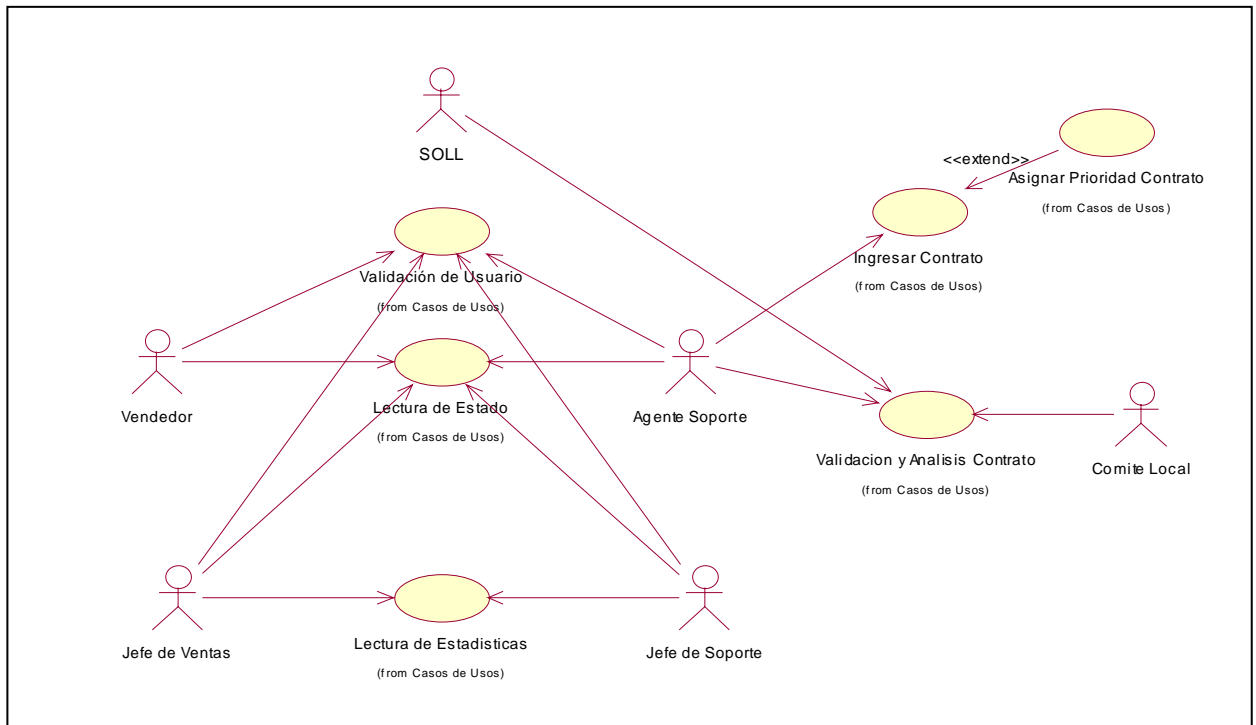 SOLL
<<extend>>
Asignar Prioridad Contrato
(from Casos de Usos)
Ingresar Contrato
(from Casos de Usos)
Validación de Usuario
(from Casos de Usos)
Vendedor
Lectura de Estado
(from Casos de Usos)
Agente Soporte
Validacion y Analisis Contrato
(from Casos de Usos)
Comite Local
Jefe de Ventas
Lectura de Estadisticas
(from Casos de Usos)
Jefe de Soporte